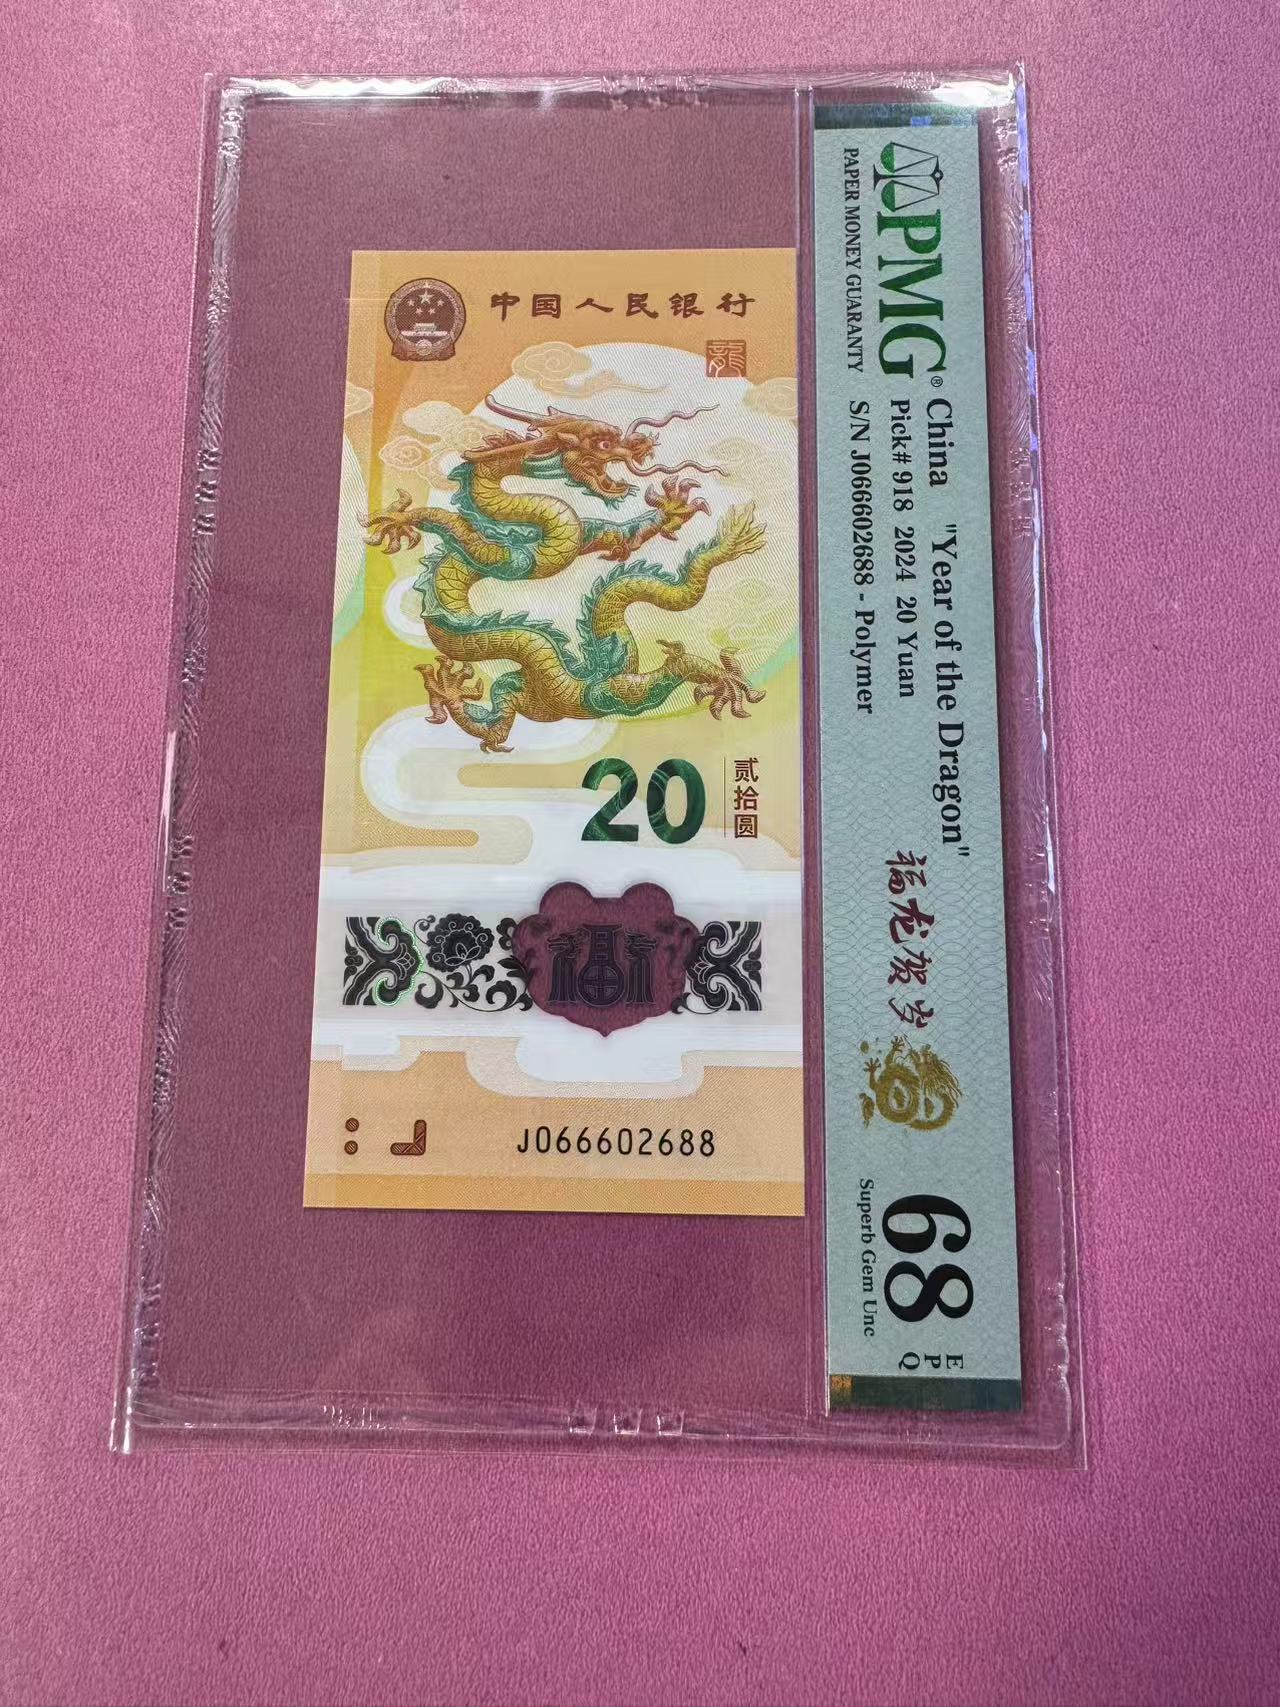 中国人民银行
龍
20
贰拾圆
J066602688
PMG®
PAPER MONEY GUARANTY
China "Year of the Dragon"
Pick# 918 2024 20 Yuan
S/N J066602688 - Polymer
福龙贺岁
68
Superb Gem Unc
E
P
Q